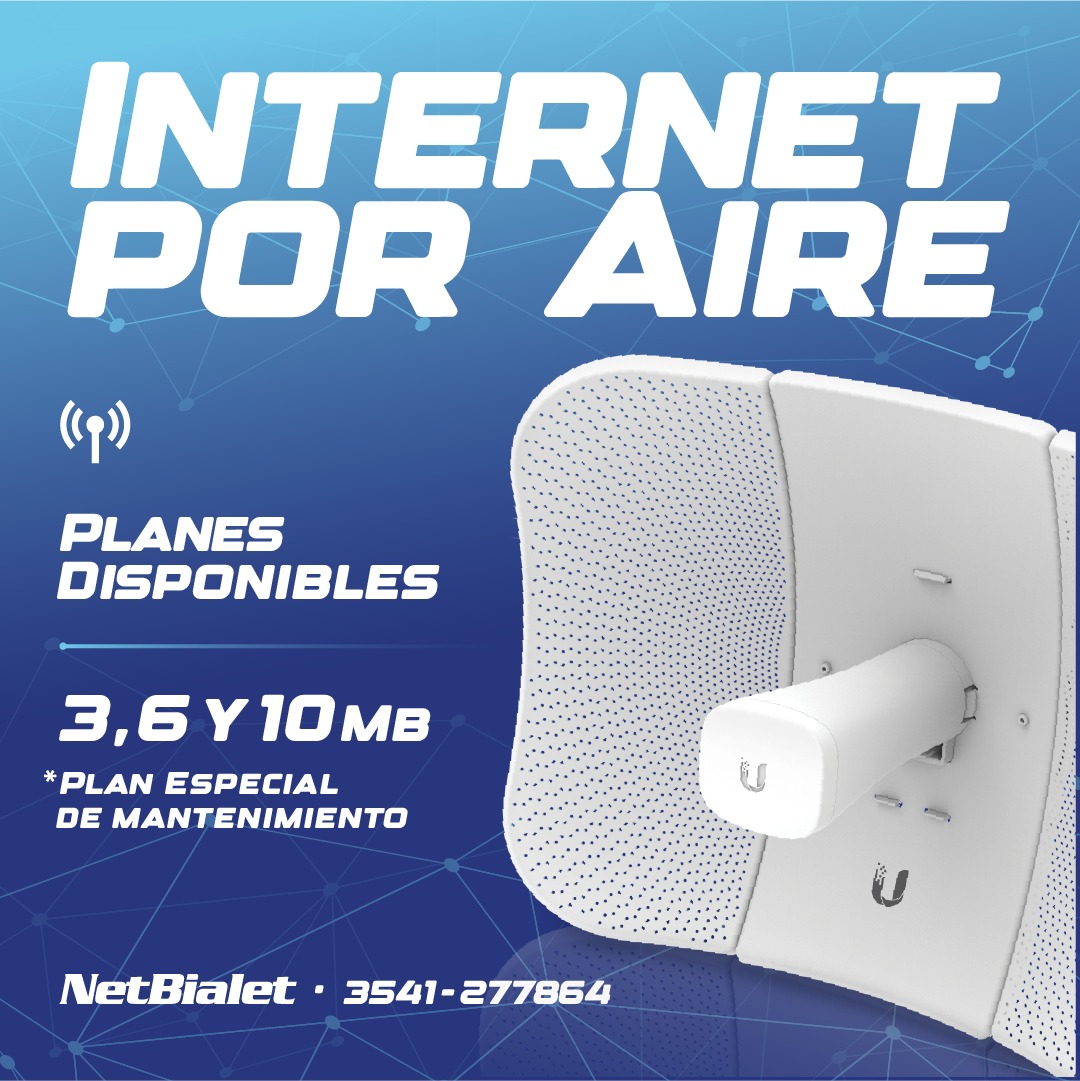 INTERNET
POR AIRE
PLANES
DISPONIBLES
3,6 Y 10 MB
*PLAN ESPECIAL
DE MANTENIMIENTO
NetBialet · 3541-277864